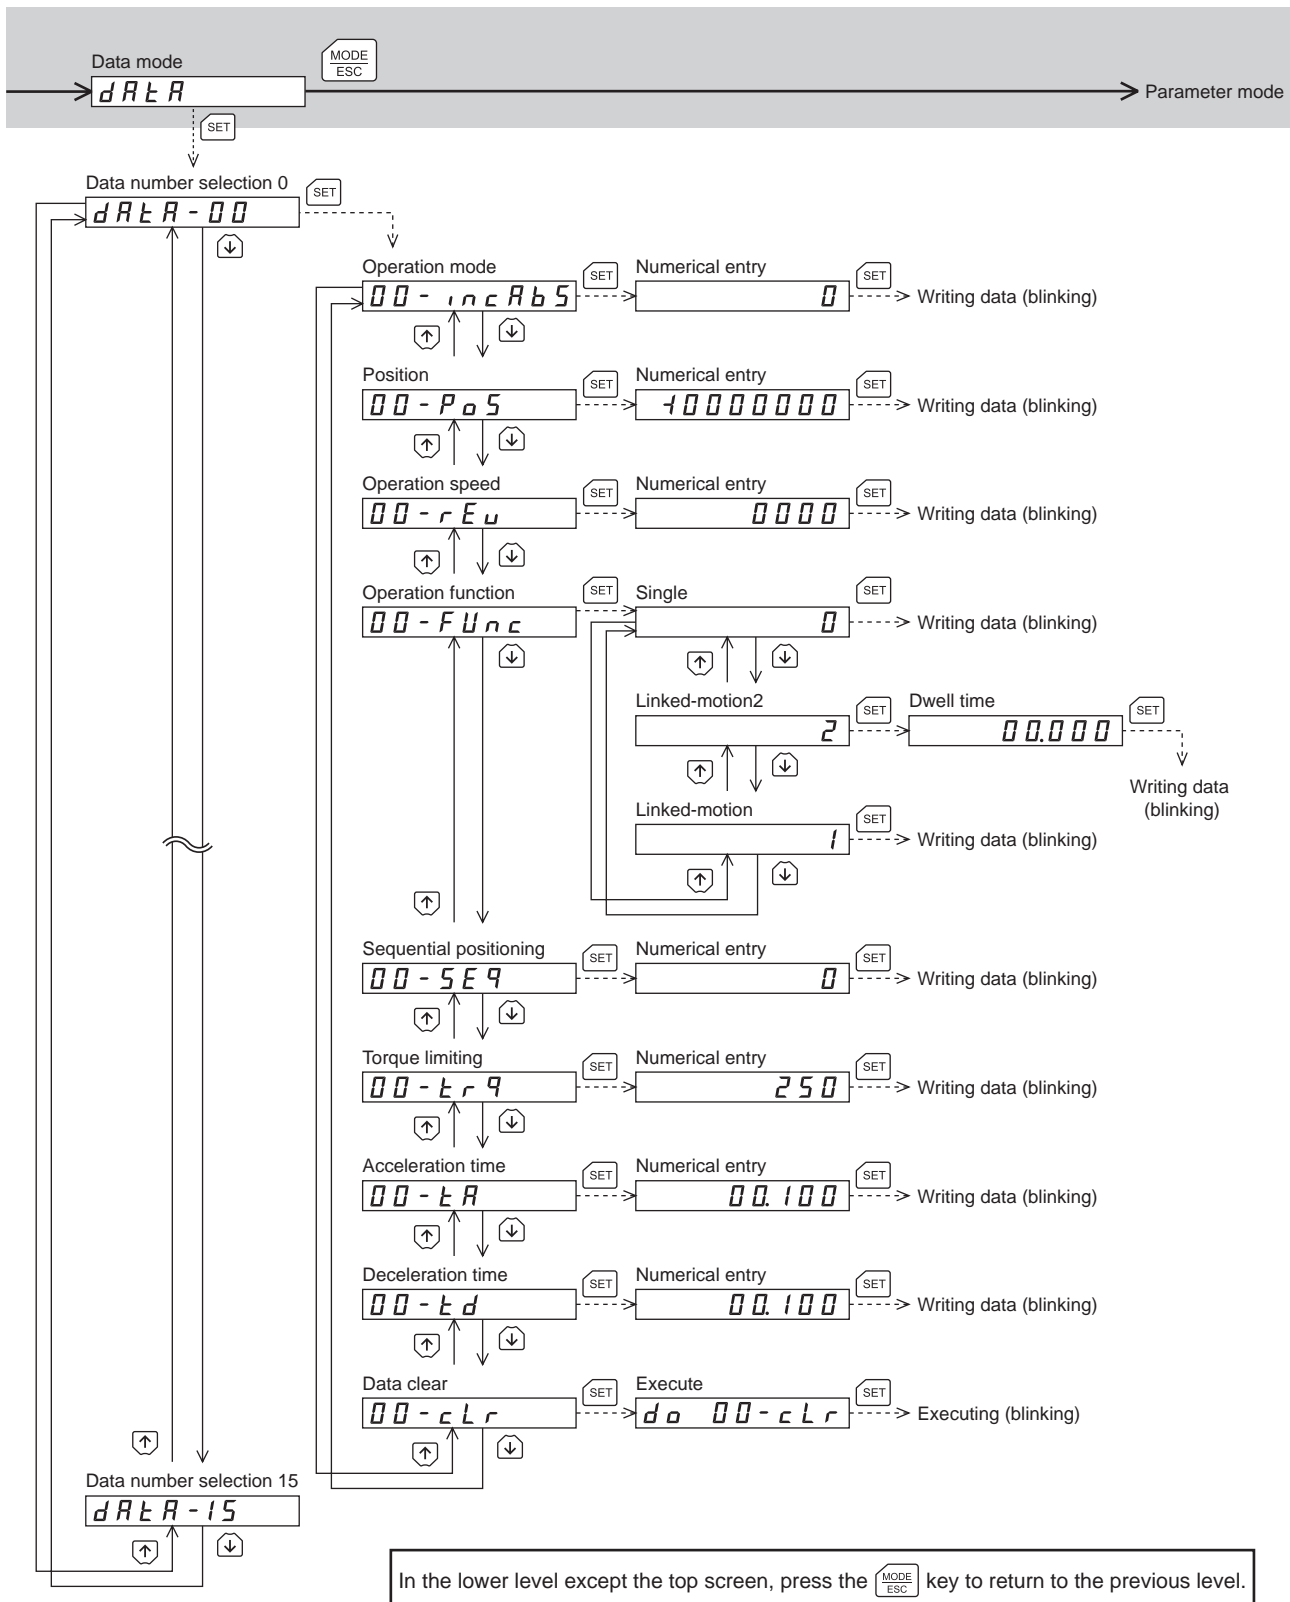 Data mode
MODE
ESC
dAtA
Parameter mode
SET
Data number selection 0
SET
dAtA-00
Operation mode
SET
Numerical entry
SET
00-incAbS
0
Writing data (blinking)
Position
SET
Numerical entry
SET
00-PoS
+0000000
Writing data (blinking)
Operation speed
SET
Numerical entry
SET
00-rEv
0000
Writing data (blinking)
Operation function
SET
Single
SET
00-FUnc
0
Writing data (blinking)
Linked-motion2
SET
Dwell time
SET
2
00.000
Writing data
(blinking)
Linked-motion
SET
1
Writing data (blinking)
Sequential positioning
SET
Numerical entry
SET
00-SEq
0
Writing data (blinking)
Torque limiting
SET
Numerical entry
SET
00-trq
250
Writing data (blinking)
Acceleration time
SET
Numerical entry
SET
00-tA
00.100
Writing data (blinking)
Deceleration time
SET
Numerical entry
SET
00-td
00.100
Writing data (blinking)
Data clear
SET
Execute
SET
00-cLr
do 00-cLr
Executing (blinking)
Data number selection 15
dAtA-15
In the lower level except the top screen, press the MODE ESC key to return to the previous level.